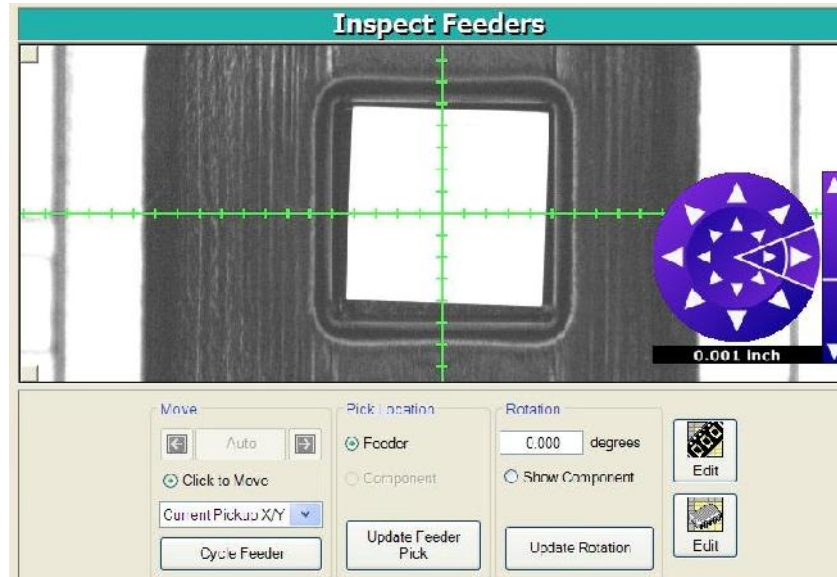 Inspect Feeders
0.001 inch
Move
Auto
Click to Move
Current Pickup X/Y
Cycle Feeder
Pick Location
Feeder
Component
Update Feeder
Pick
Rotation
0.000 degrees
Show Component
Update Rotation
Edit
Edit